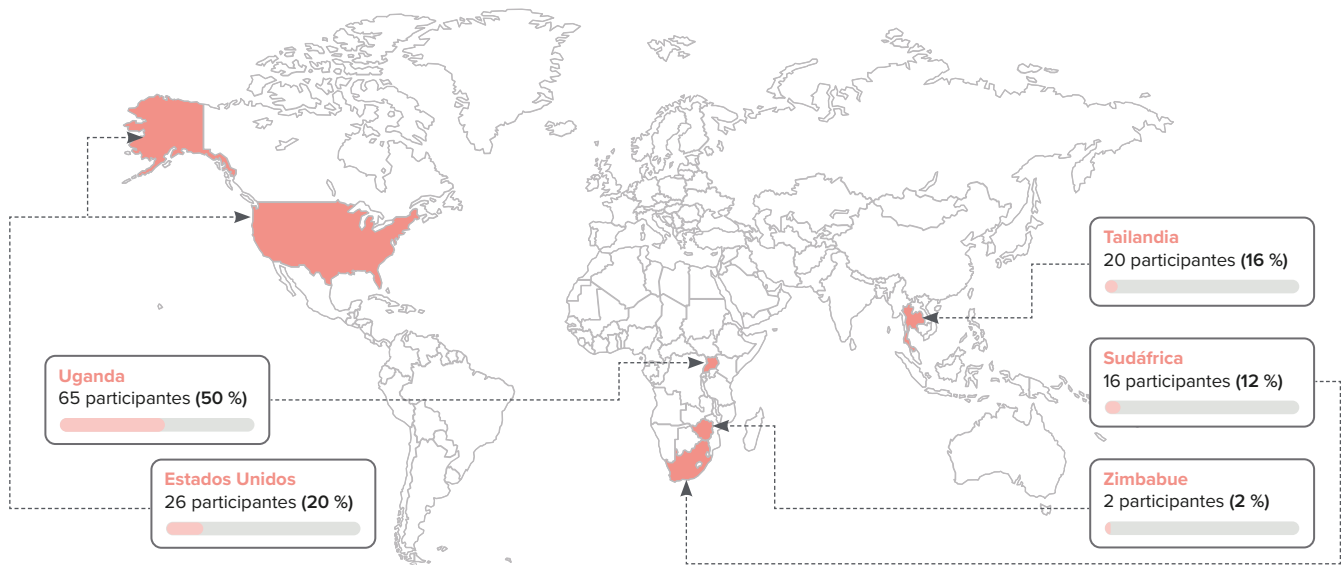 Tailandia
20 participantes (16 %)
Uganda
65 participantes (50 %)
Sudáfrica
16 participantes (12 %)
Estados Unidos
26 participantes (20 %)
Zimbabue
2 participantes (2 %)